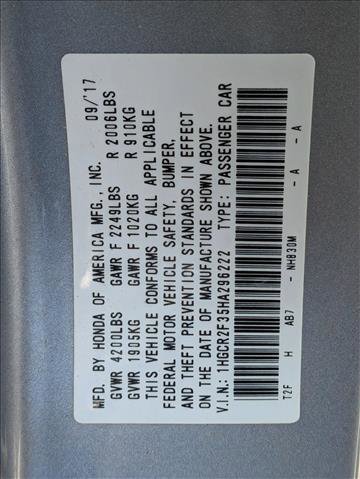 MFD. BY HONDA OF AMERICA MFG., INC. 09/'17
GVWR 4200LBS GAWR F 2249LBS R 2006LBS
GVWR 1905KG GAWR F 1020KG R 910KG
THIS VEHICLE CONFORMS TO ALL APPLICABLE
FEDERAL MOTOR VEHICLE SAFETY, BUMPER,
AND THEFT PREVENTION STANDARDS IN EFFECT
ON THE DATE OF MANUFACTURE SHOWN ABOVE.
V.I.N.: 1HGCR2F35HA296222 TYPE: PASSENGER CAR
T2F H AB7 - NH830M - A - A